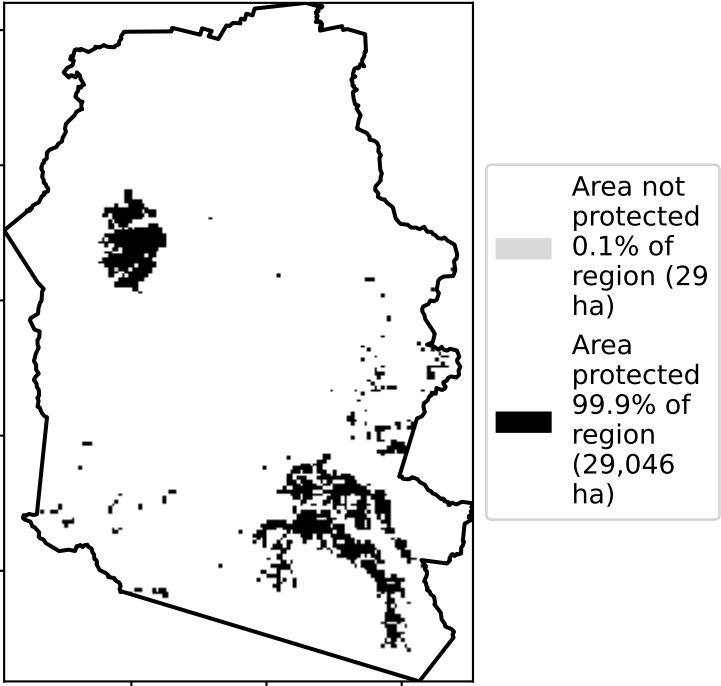 Area not
protected
0.1% of
region (29
ha)
Area
protected
99.9% of
region
(29,046
ha)